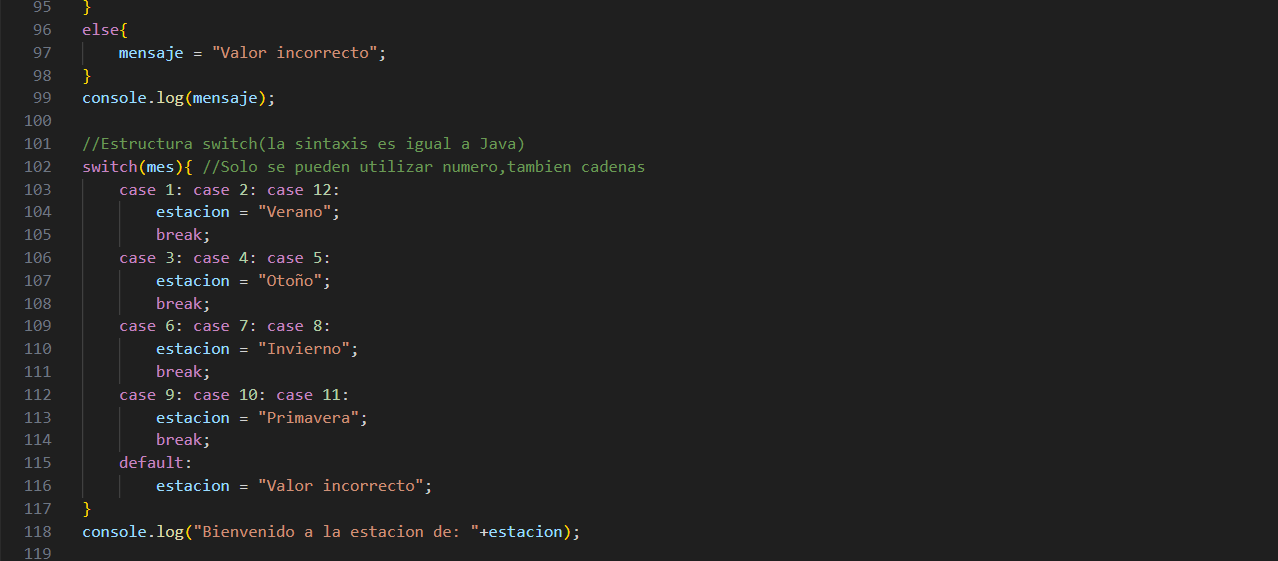 95 }
96 else{
97 mensaje = "Valor incorrecto";
98 }
99 console.log(mensaje);
100
101 //Estructura switch(la sintaxis es igual a Java)
102 switch(mes){ //Solo se pueden utilizar numero,tambien cadenas
103 case 1: case 2: case 12:
104 estacion = "Verano";
105 break;
106 case 3: case 4: case 5:
107 estacion = "Otoño";
108 break;
109 case 6: case 7: case 8:
110 estacion = "Invierno";
111 break;
112 case 9: case 10: case 11:
113 estacion = "Primavera";
114 break;
115 default:
116 estacion = "Valor incorrecto";
117 }
118 console.log("Bienvenido a la estacion de: "+estacion);
119